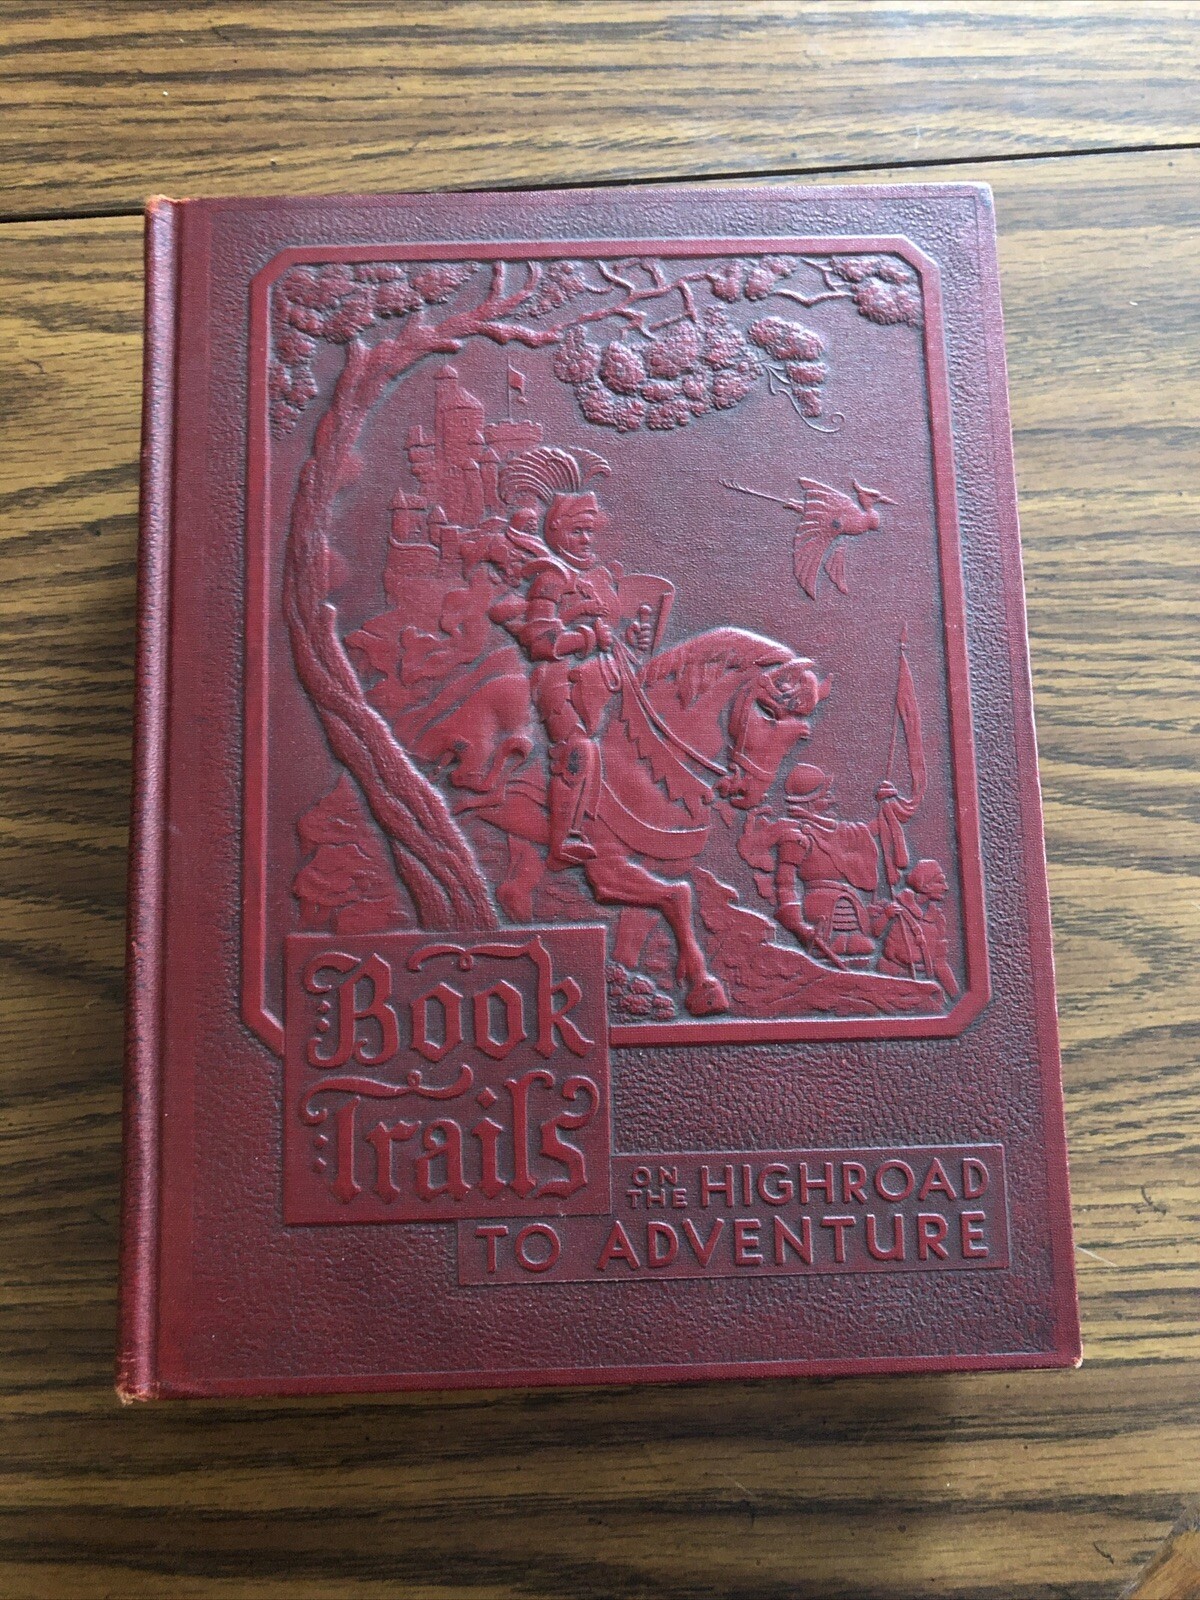 Book
Trails
ON
THE HIGHROAD
TO ADVENTURE